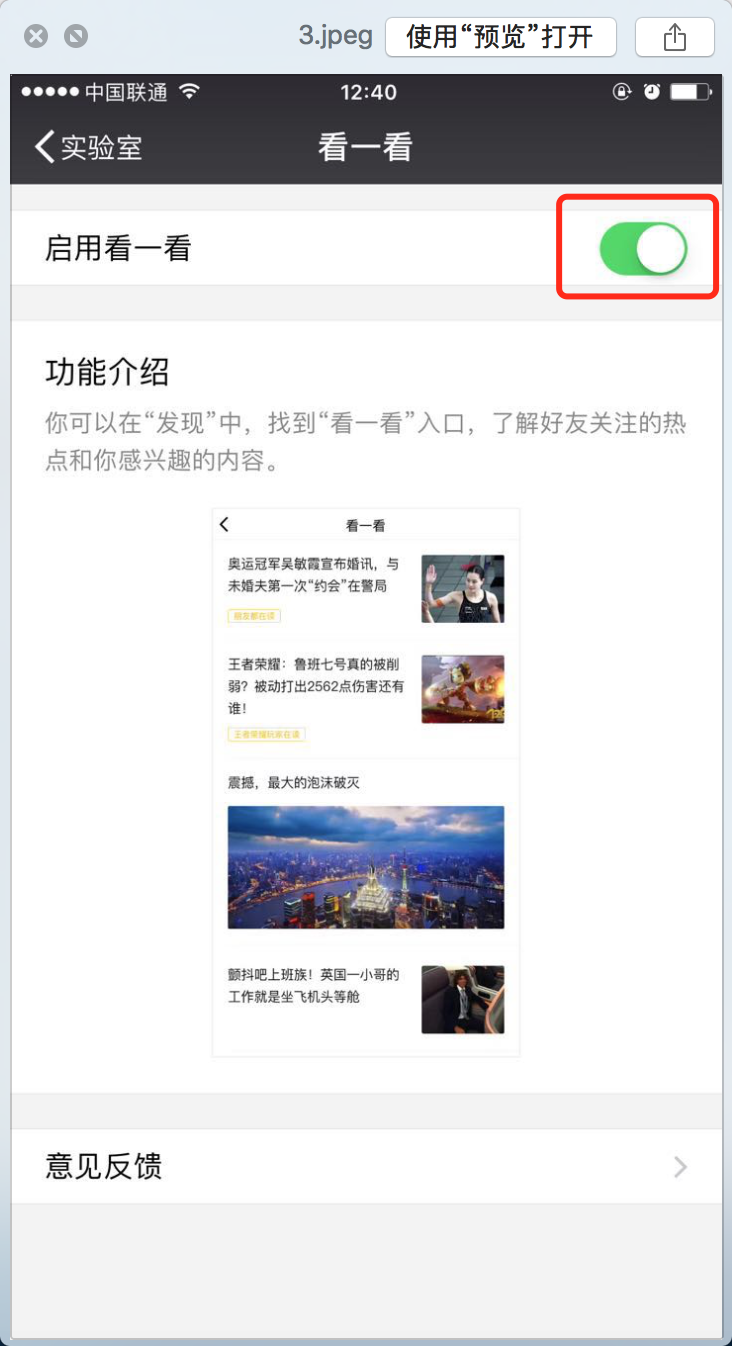 3.jpeg 使用“预览”打开
中国联通 12:40
实验室 看一看
启用看一看
功能介绍
你可以在“发现”中，找到“看一看”入口，了解好友关注的热
点和你感兴趣的内容。
看一看
奥运冠军吴敏霞宣布婚讯，与
未婚夫第一次“约会”在警局
朋友都在读
王者荣耀：鲁班七号真的被削
弱？被动打出2562点伤害还有
谁！
王者荣耀玩家在读
震撼，最大的泡沫破灭
颤抖吧上班族！英国一小哥的
工作就是坐飞机头等舱
意见反馈